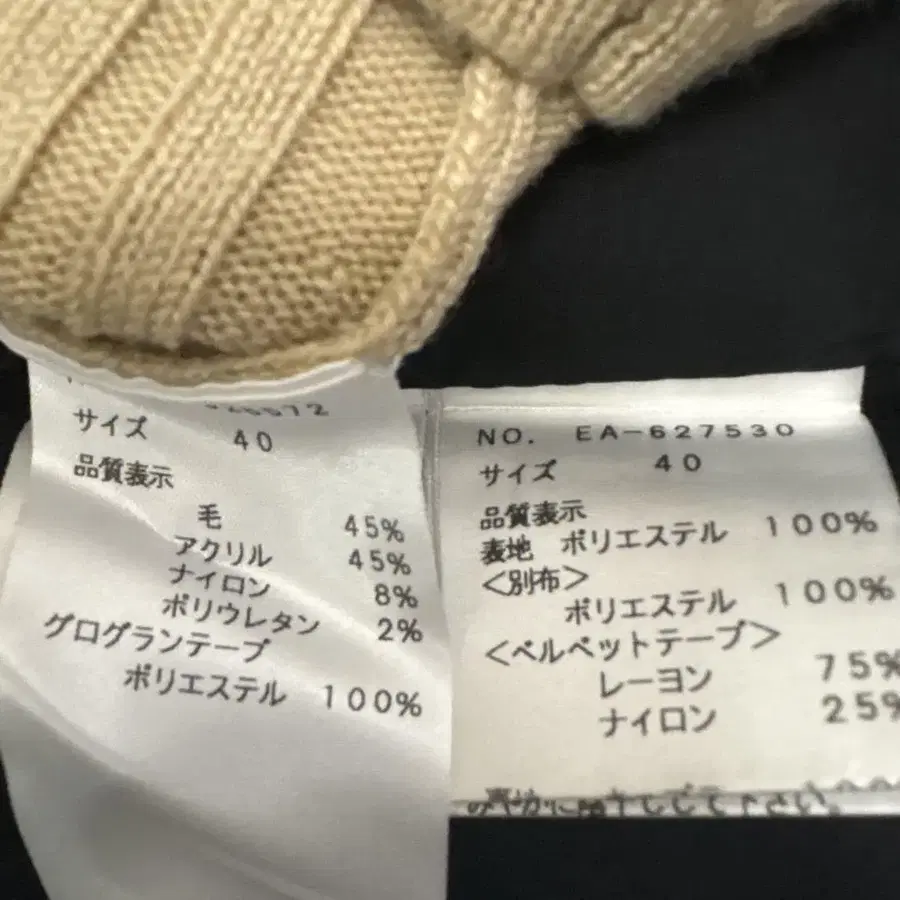 サイズ 40
品質表示
毛 45%
アクリル 45%
ナイロン 8%
ポリウレタン 2%
グログランテープ
ポリエステル 100%
NO. EA-627530
サイズ 40
品質表示
表地 ポリエステル 100%
<別布>
ポリエステル 100%
<ベルベットテープ>
レーヨン 75%
ナイロン 25%